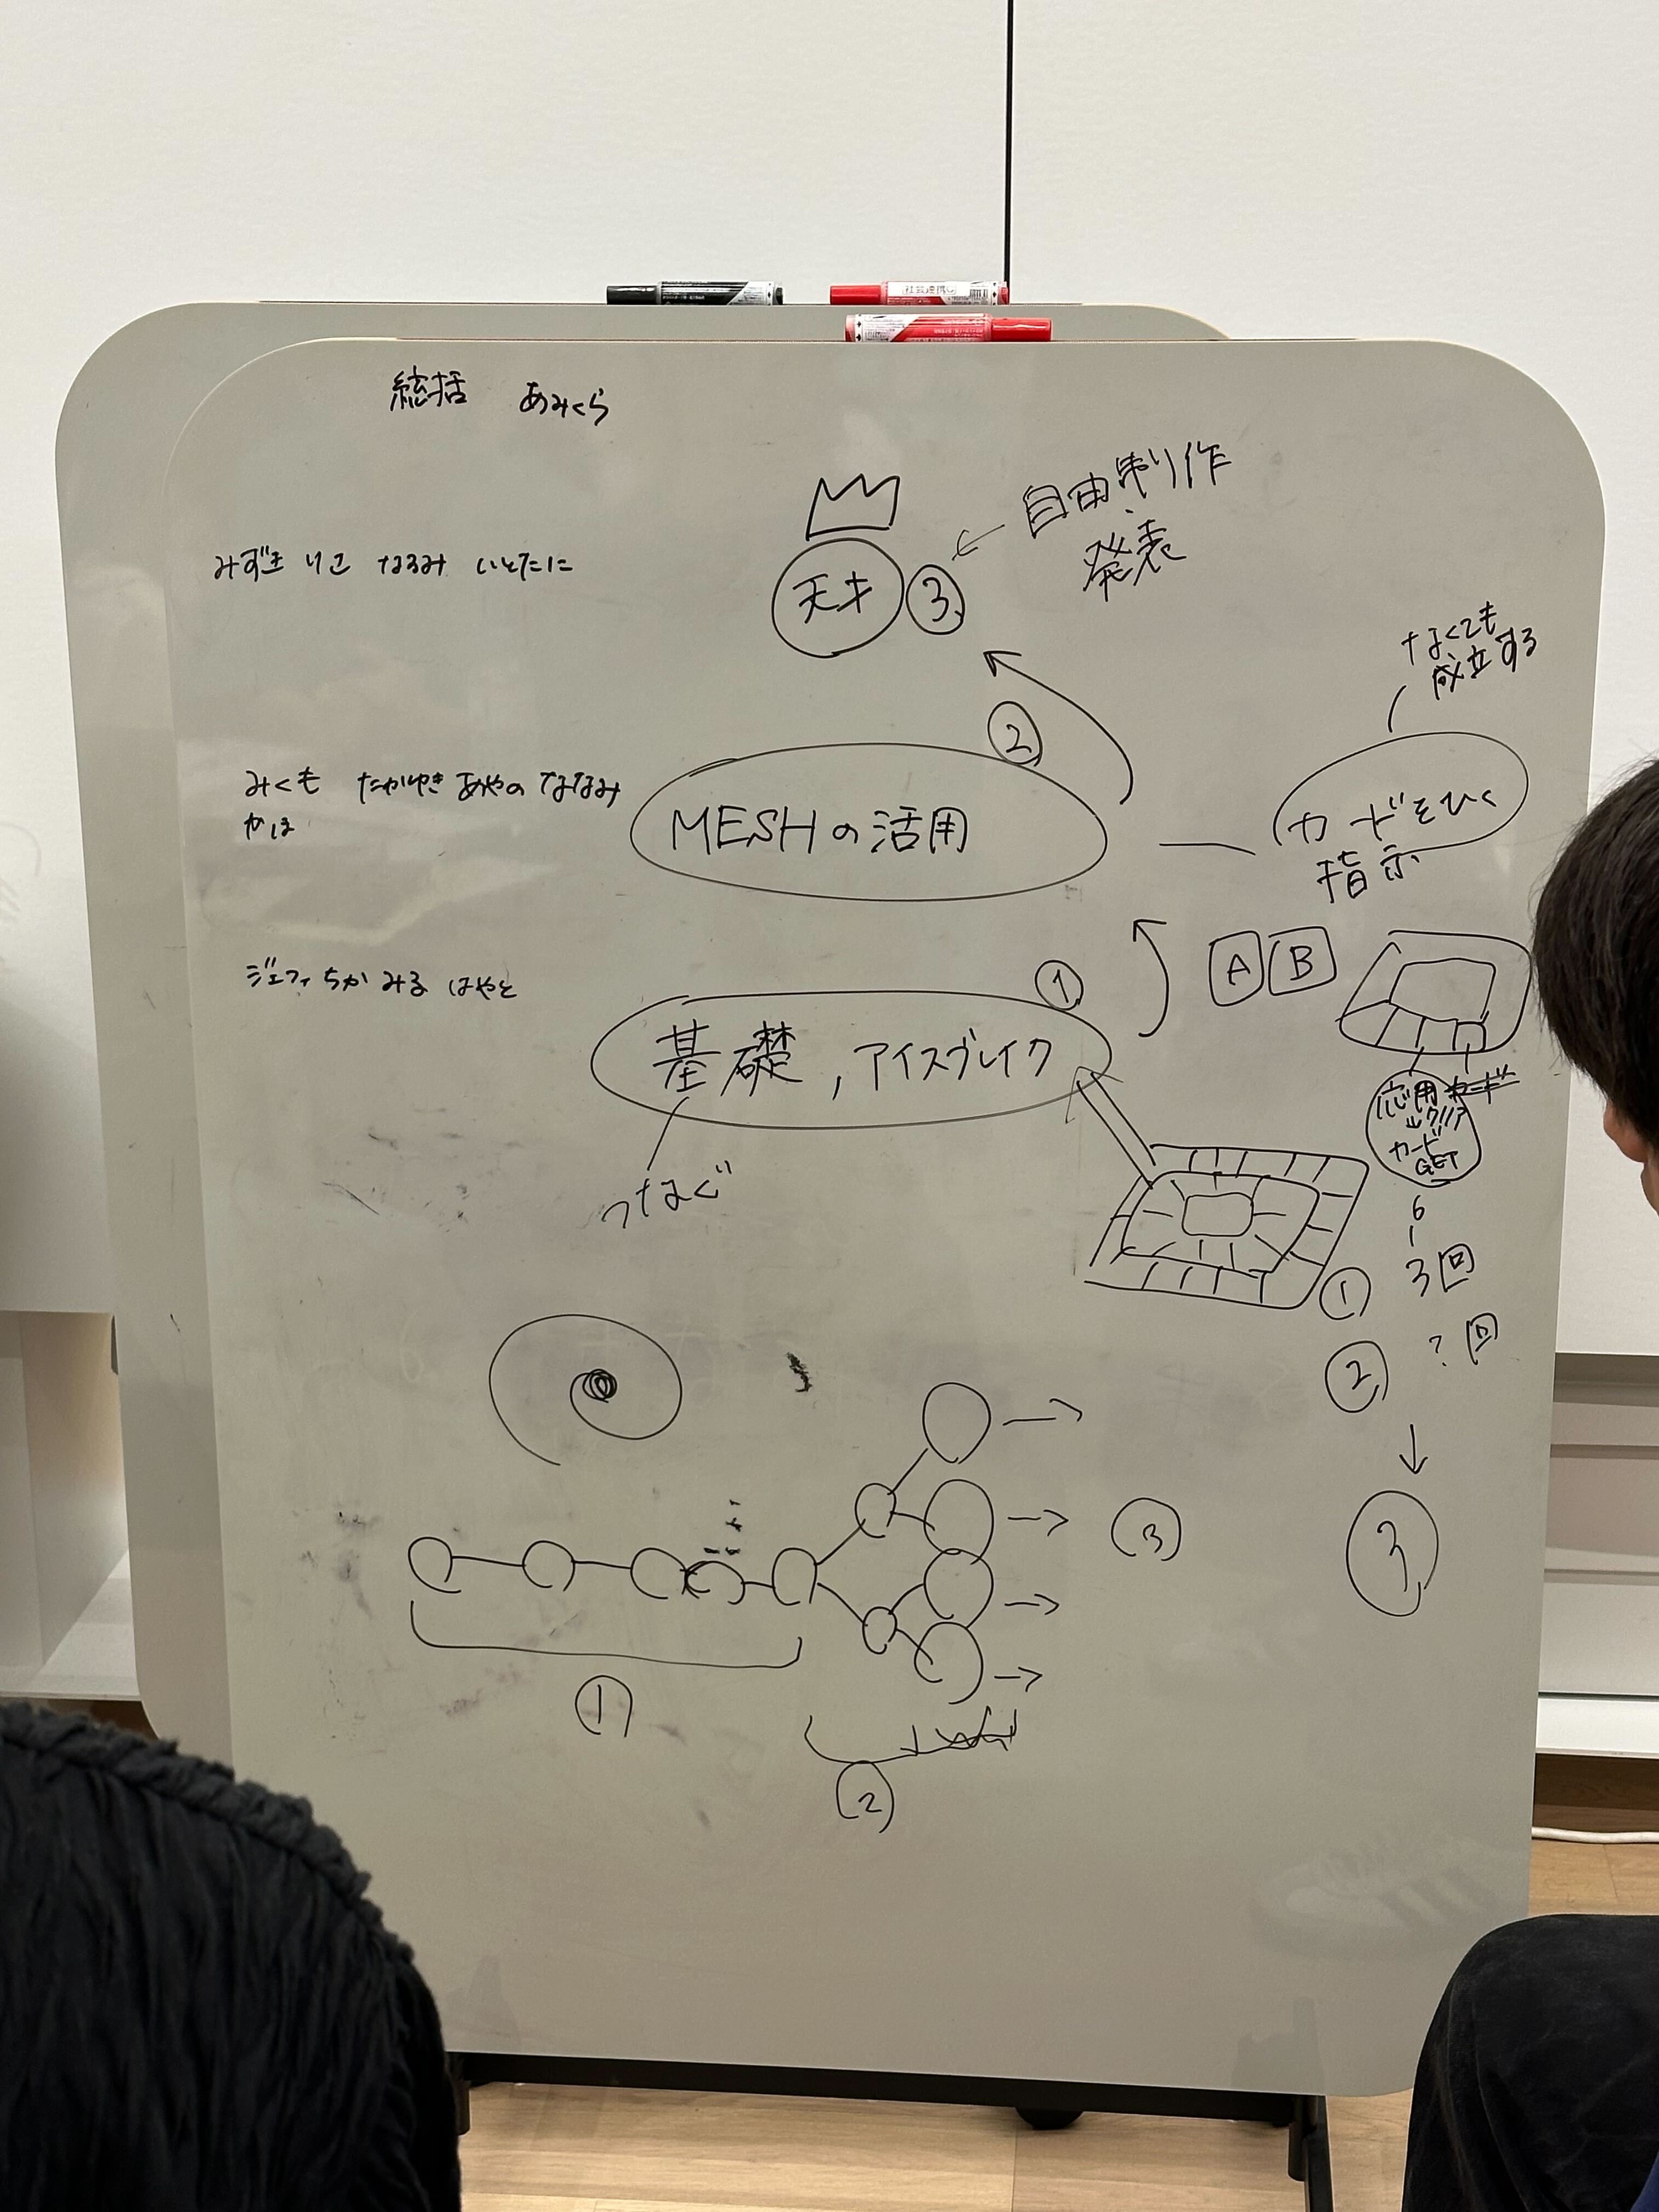 統括 あみくら
自由制作
発表
天才 ③
みずき りこ なるみ いとたに
なくても
成立する
②
みくも たかゆき あやの ななみ
かほ
MESHの活用
カードをひく
指示
ジェフィ ちか みる はやと
①
A B
基礎, アイスブレイク
つなぐ
応用 カード
↓クリア
カード
GET
6
① 3回
② ?回
③
③
①
②